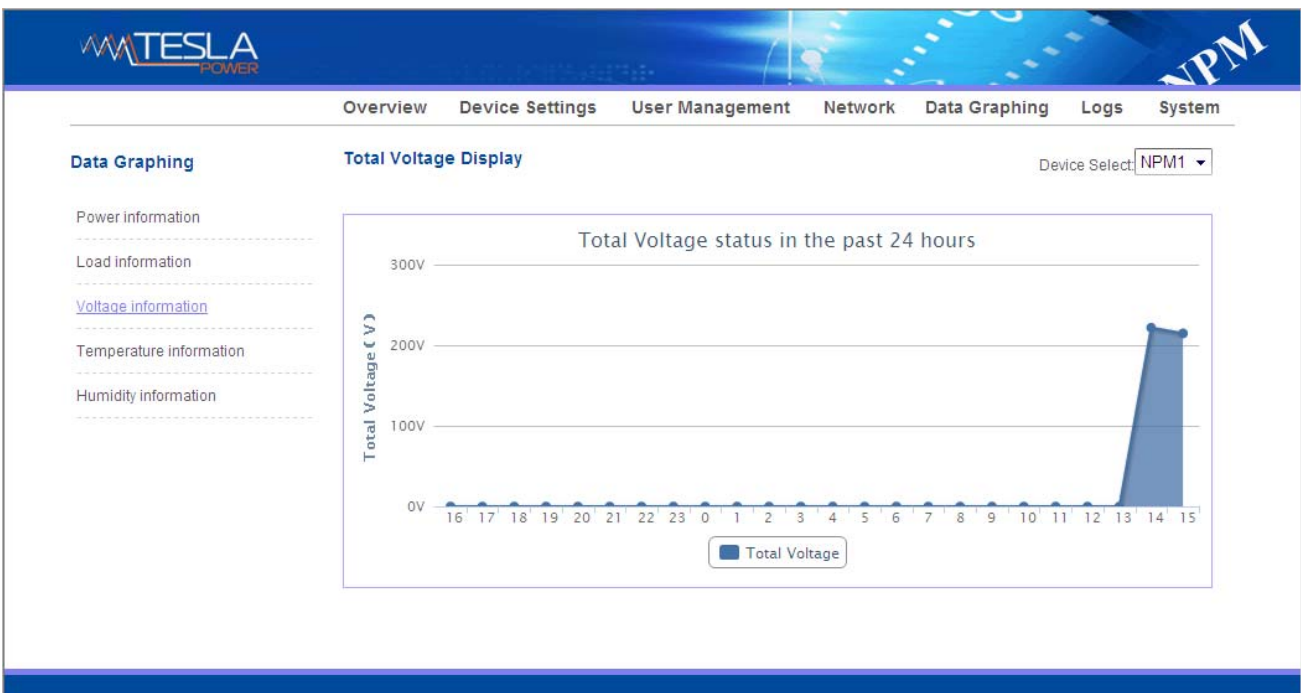 TESLA
POWER
NPM
Overview Device Settings User Management Network Data Graphing Logs System
Data Graphing
Total Voltage Display
Device Select: NPM1
Power information
Load information
Voltage information
Temperature information
Humidity information
Total Voltage status in the past 24 hours
Total Voltage ( V )
300V
200V
100V
0V
16 17 18 19 20 21 22 23 0 1 2 3 4 5 6 7 8 9 10 11 12 13 14 15
Total Voltage